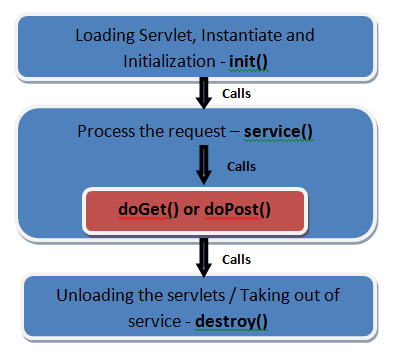 Loading Servlet, Instantiate and
Initialization - init()
Calls
Process the request – service()
Calls
doGet() or doPost()
Calls
Unloading the servlets / Taking out of
service - destroy()